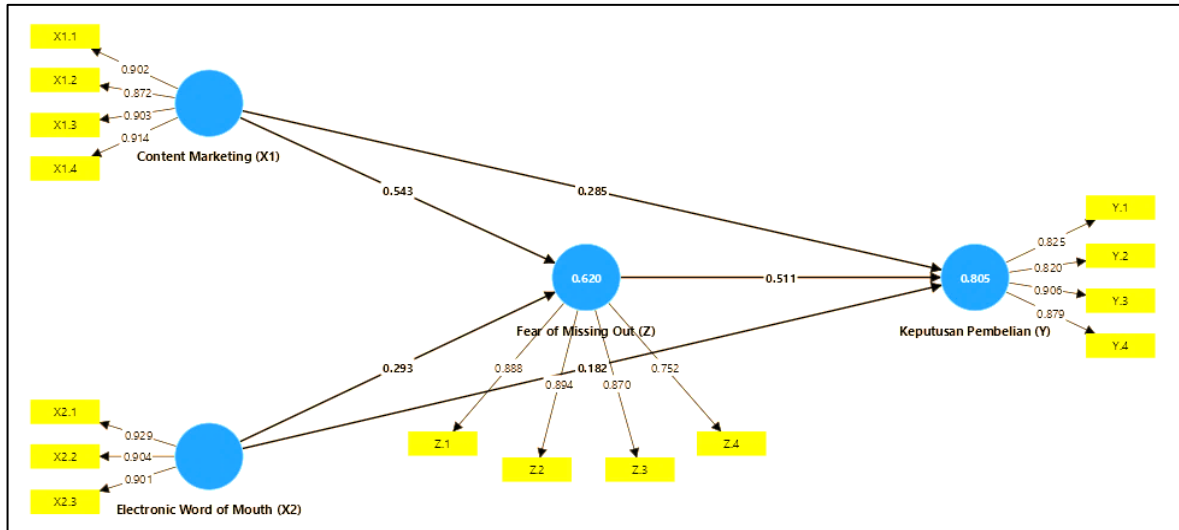 X1.1
0.902
X1.2
0.872
X1.3
0.903
0.914
X1.4
Content Marketing (X1)
0.543
0.285
0.620
0.511
0.805
Fear of Missing Out (Z)
Keputusan Pembelian (Y)
Y.1
0.825
Y.2
0.820
0.906
Y.3
0.879
Y.4
0.293
0.182
0.888
0.894
0.870
0.752
Z.1
Z.2
Z.3
Z.4
X2.1
0.929
X2.2
0.904
0.901
X2.3
Electronic Word of Mouth (X2)